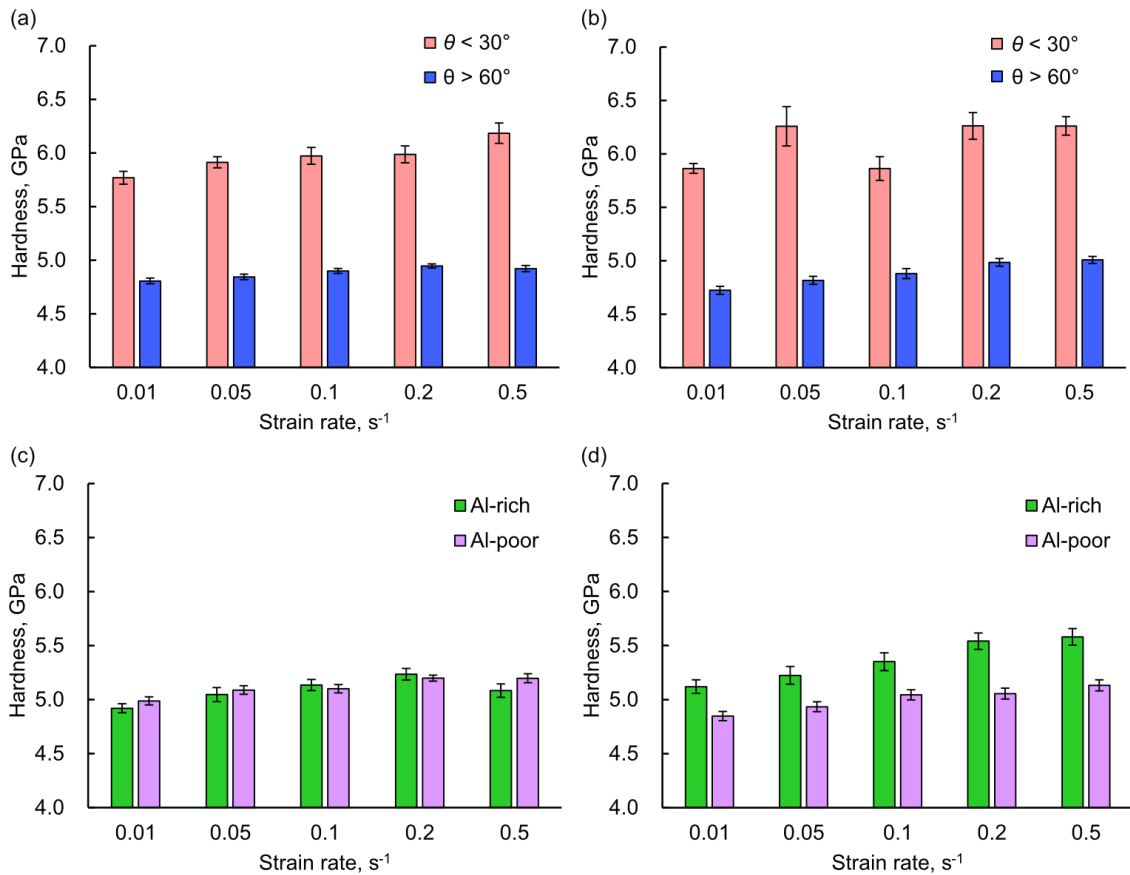 (a)
7.0
6.5
6.0
5.5
5.0
4.5
4.0
Hardness, GPa
θ < 30°
θ > 60°
0.01 0.05 0.1 0.2 0.5
Strain rate, s⁻¹
(b)
7.0
6.5
6.0
5.5
5.0
4.5
4.0
Hardness, GPa
θ < 30°
θ > 60°
0.01 0.05 0.1 0.2 0.5
Strain rate, s⁻¹
(c)
7.0
6.5
6.0
5.5
5.0
4.5
4.0
Hardness, GPa
Al-rich
Al-poor
0.01 0.05 0.1 0.2 0.5
Strain rate, s⁻¹
(d)
7.0
6.5
6.0
5.5
5.0
4.5
4.0
Hardness, GPa
Al-rich
Al-poor
0.01 0.05 0.1 0.2 0.5
Strain rate, s⁻¹